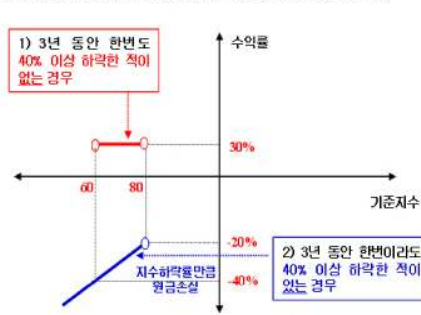 1) 3년 동안 한번도
40% 이상 하락한 적이
없는 경우
수익률
30%
60
80
기준지수
-20%
지수하락률만큼
원금손실
-40%
2) 3년 동안 한번이라도
40% 이상 하락한 적이
있는 경우